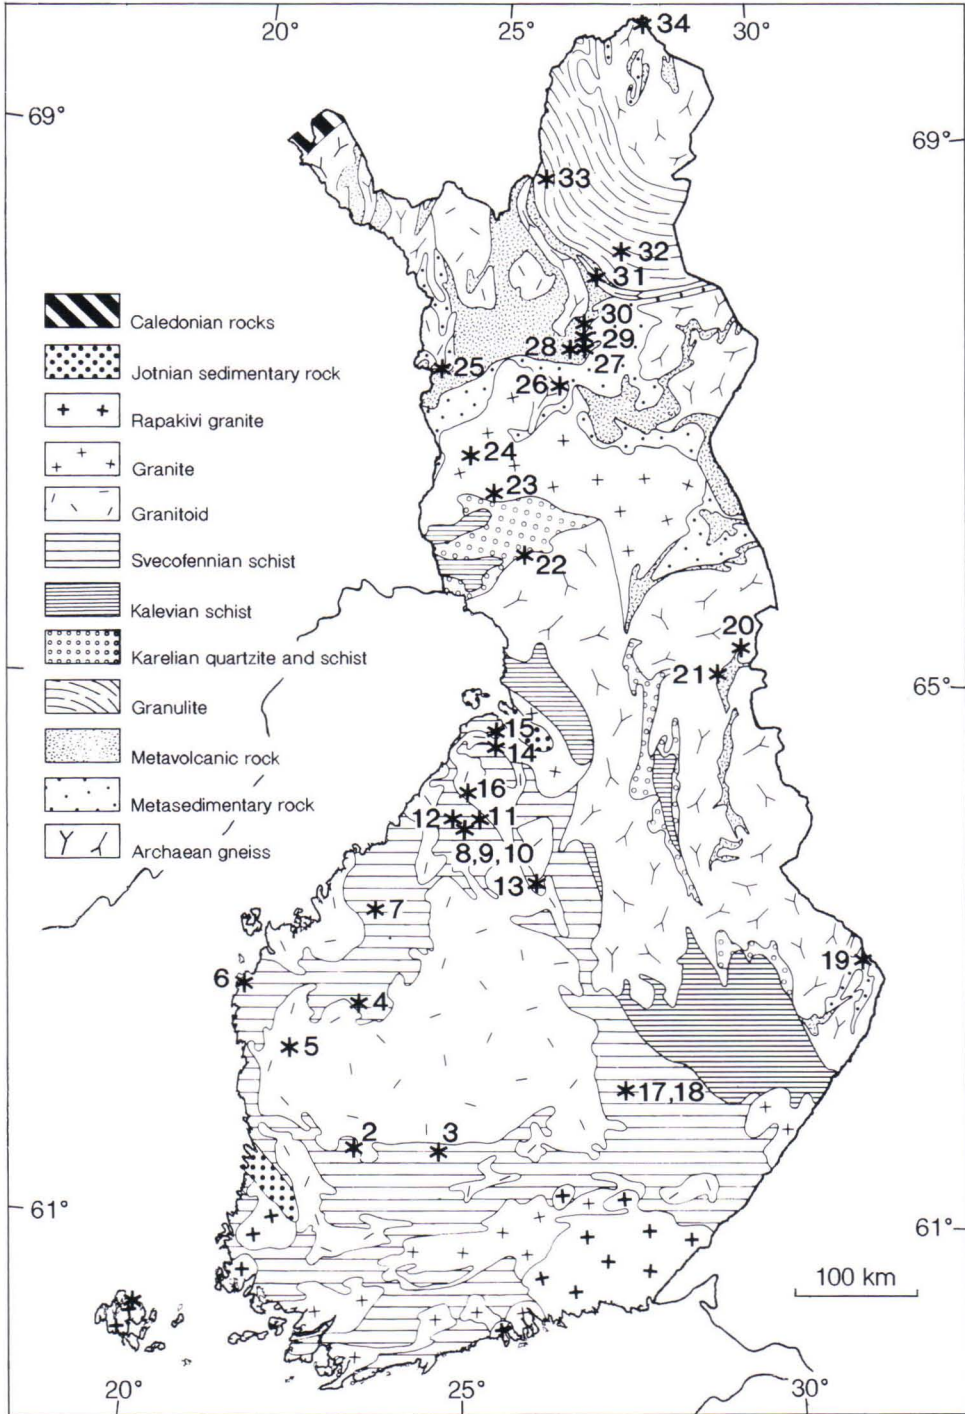 20° 25° 30°
34
69° 69°
33
32
31
30
29
28
27
25
26
24
23
22
20
21
65°
15
14
16
12 11
8,9,10
13
7
19
6
4
5
17,18
2 3
61° 61°
100 km
20° 25° 30°
Caledonian rocks
Jotnian sedimentary rock
Rapakivi granite
Granite
Granitoid
Svecofennian schist
Kalevian schist
Karelian quartzite and schist
Granulite
Metavolcanic rock
Metasedimentary rock
Archaean gneiss